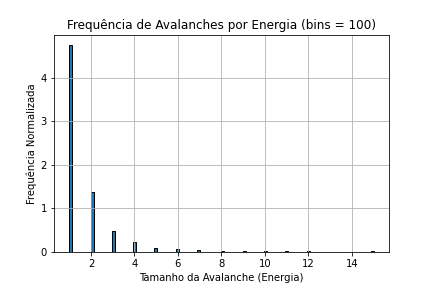 Frequência de Avalanches por Energia (bins = 100)
Frequência Normalizada
4
3
2
1
0
2 4 6 8 10 12 14
Tamanho da Avalanche (Energia)